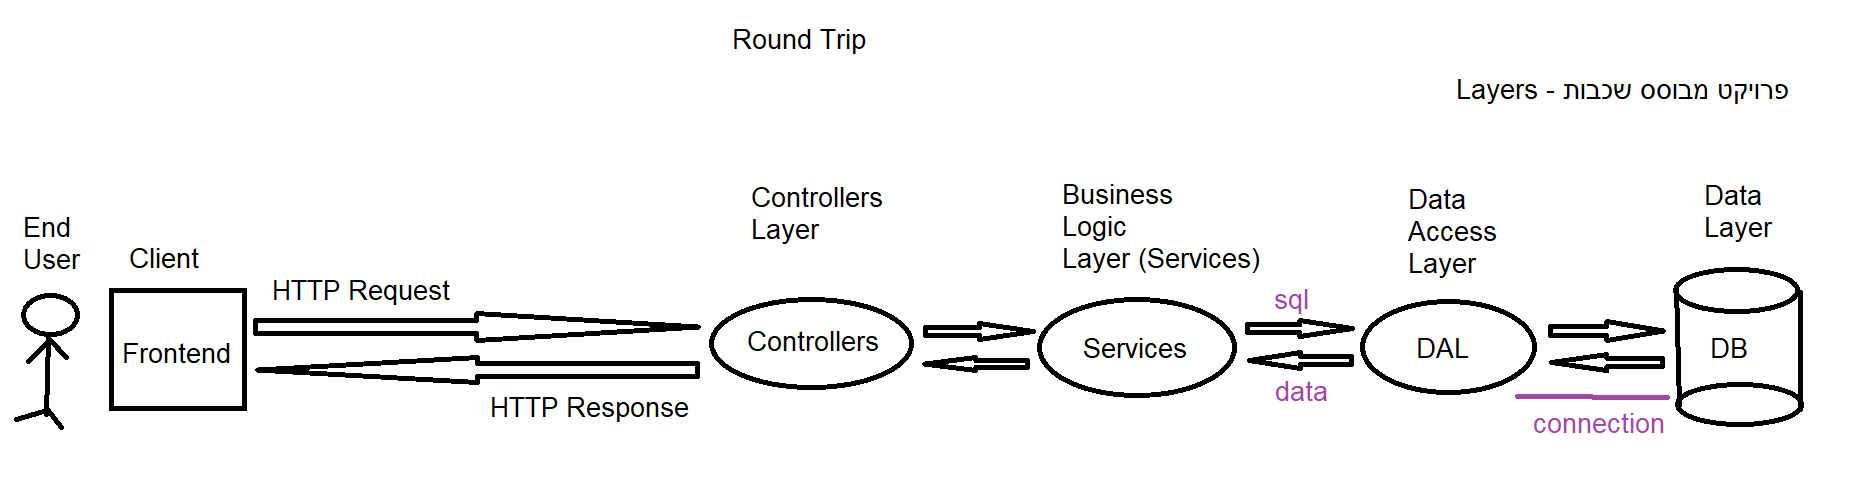 Round Trip
Layers - פרויקט מבוסס שכבות
End
User
Client
Frontend
HTTP Request
HTTP Response
Controllers
Layer
Controllers
Business
Logic
Layer (Services)
Services
sql
data
Data
Access
Layer
DAL
connection
Data
Layer
DB